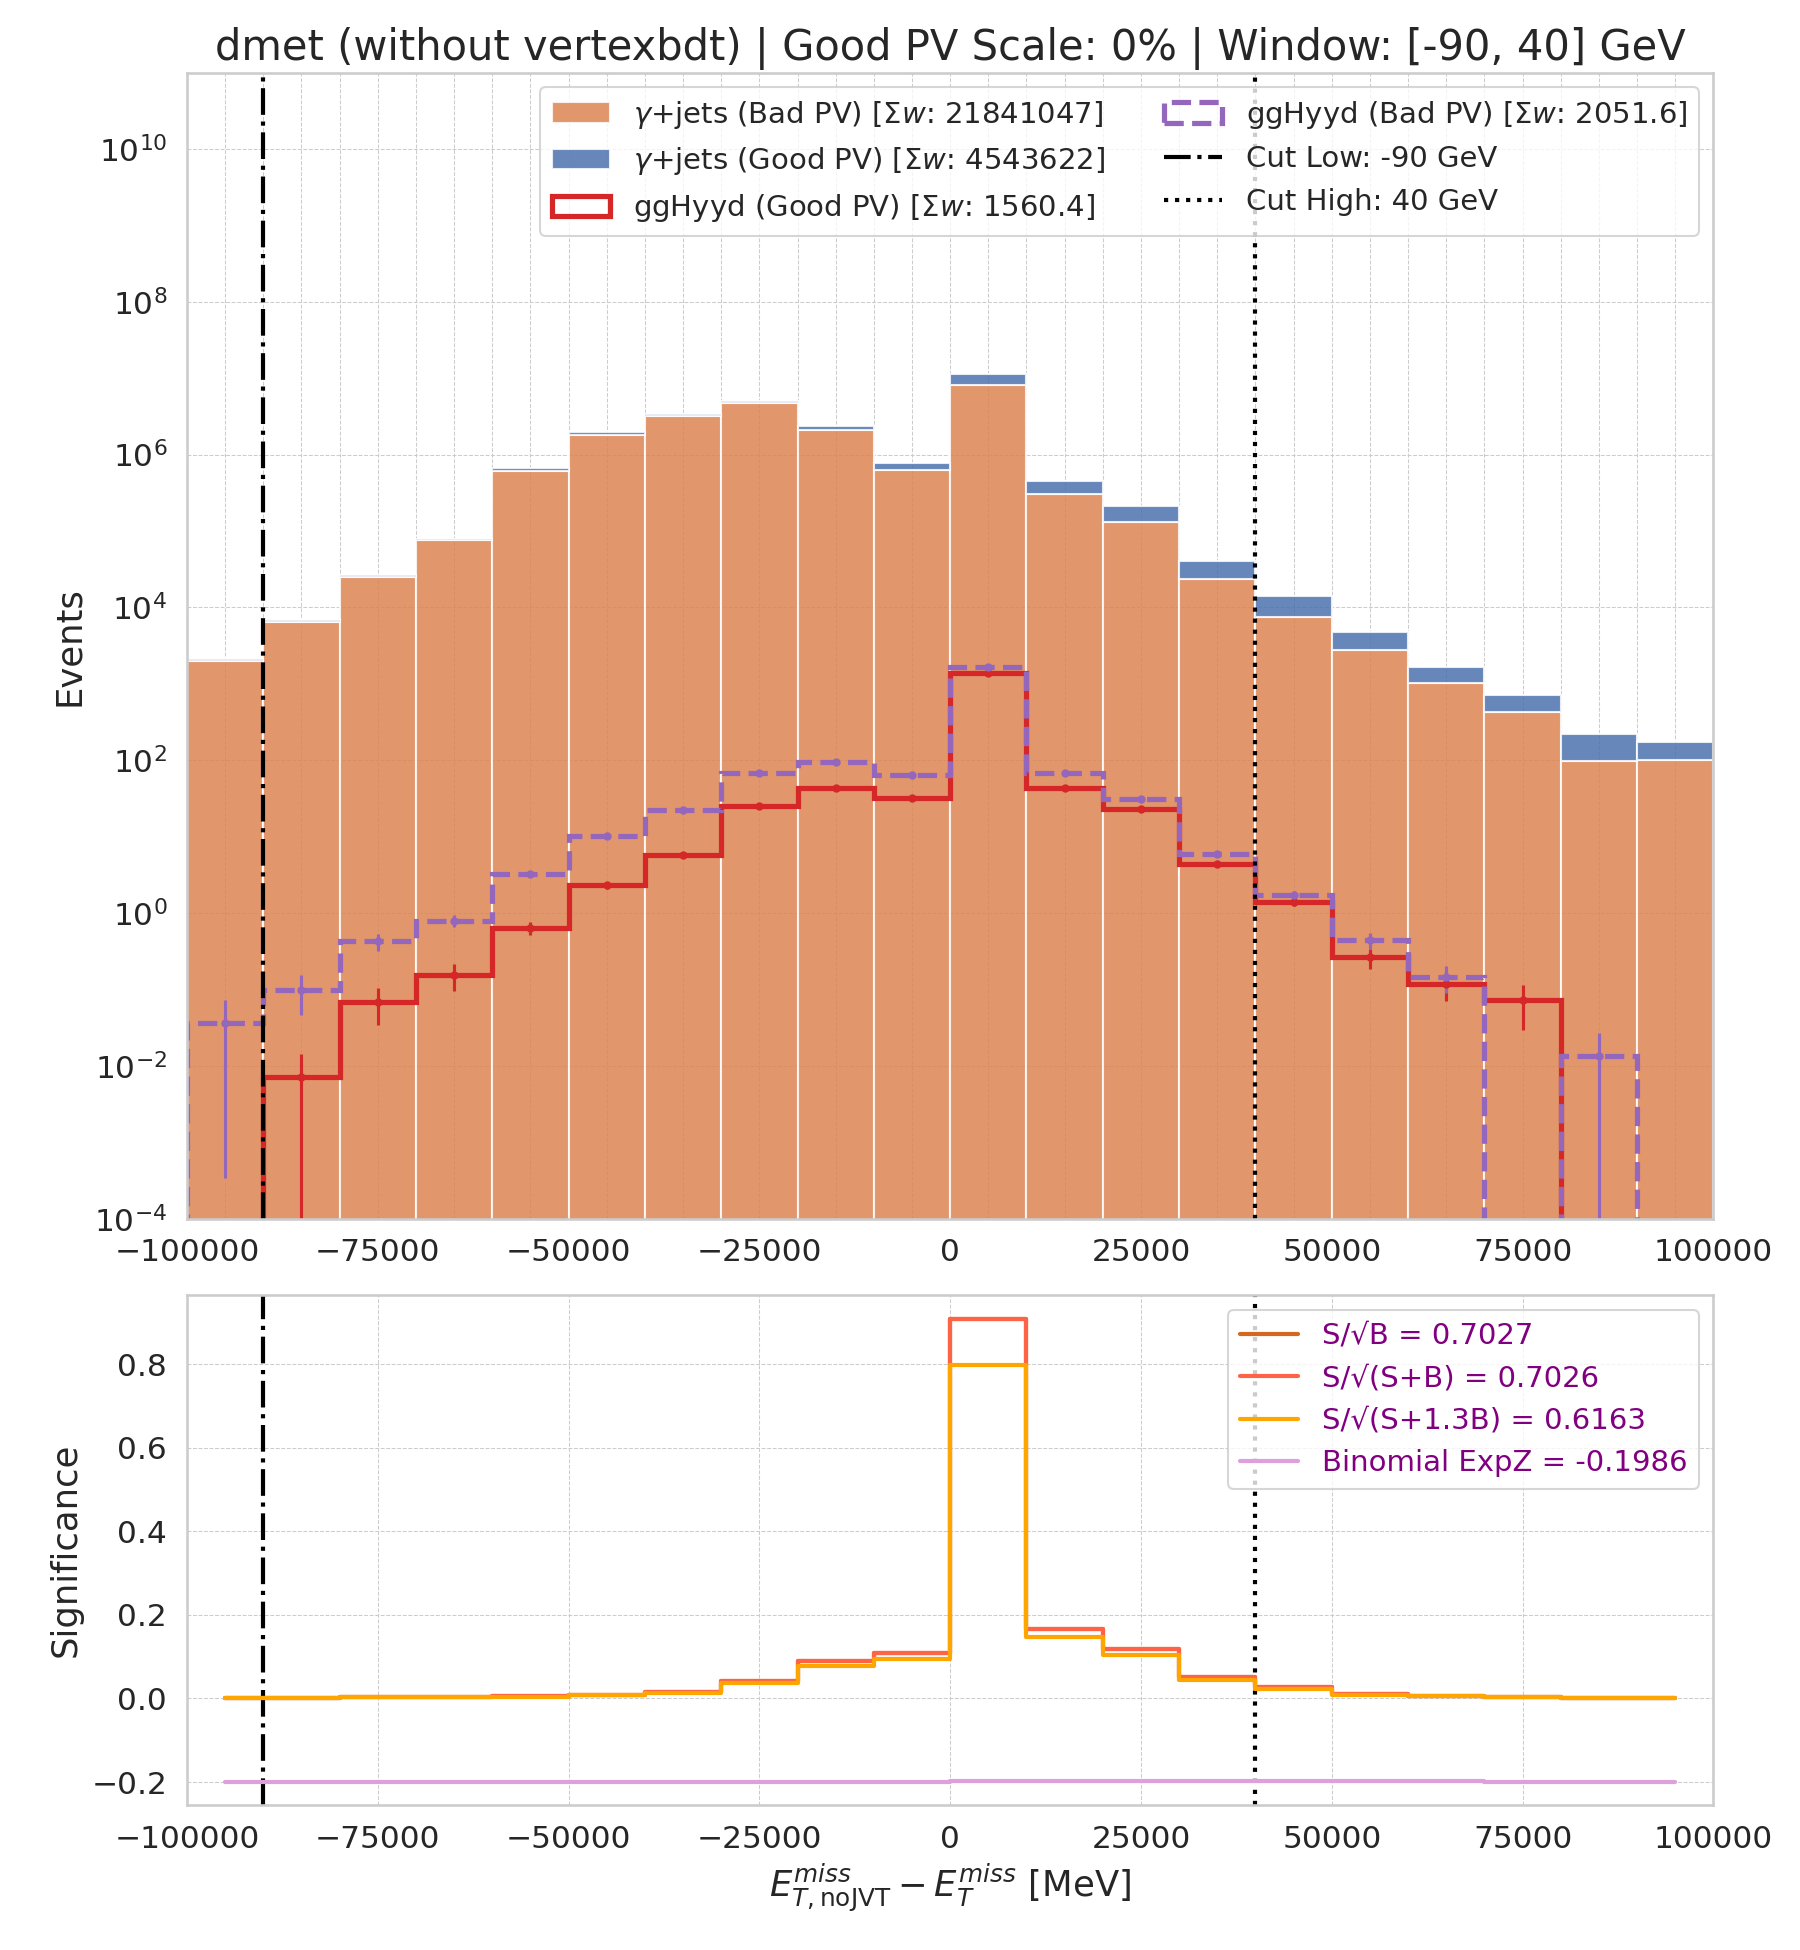 dmet (without vertexbdt) | Good PV Scale: 0% | Window: [-90, 40] GeV
γ+jets (Bad PV) [Σw: 21841047]
γ+jets (Good PV) [Σw: 4543622]
ggHyyd (Good PV) [Σw: 1560.4]
ggHyyd (Bad PV) [Σw: 2051.6]
Cut Low: -90 GeV
Cut High: 40 GeV
Events
10^10
10^8
10^6
10^4
10^2
10^0
10^−2
10^−4
−100000 −75000 −50000 −25000 0 25000 50000 75000 100000
S/√B = 0.7027
S/√(S+B) = 0.7026
S/√(S+1.3B) = 0.6163
Binomial ExpZ = -0.1986
Significance
0.8
0.6
0.4
0.2
0.0
−0.2
−100000 −75000 −50000 −25000 0 25000 50000 75000 100000
E_{T, noJVT}^{miss} − E_T^{miss} [MeV]